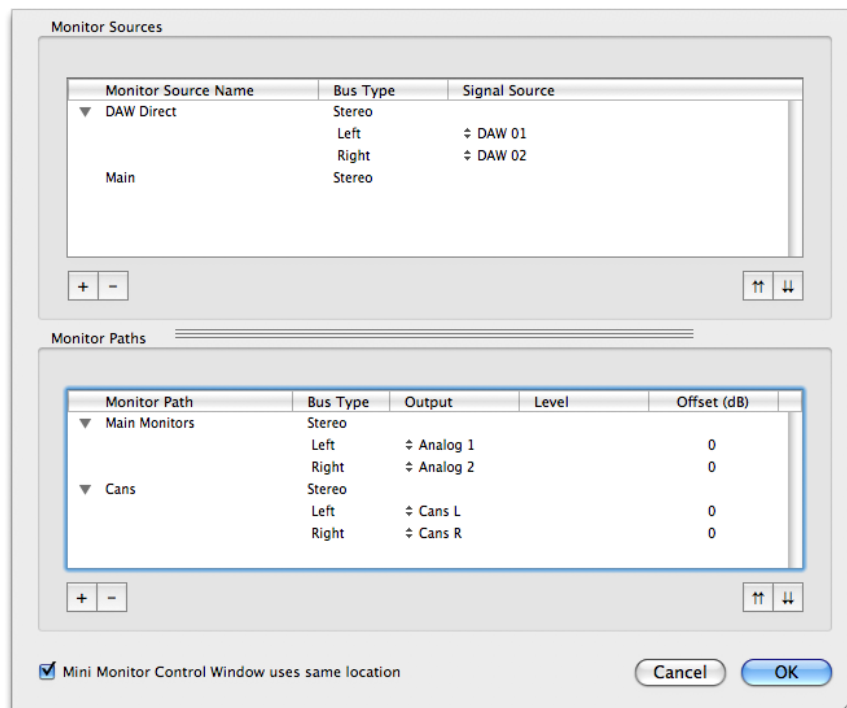 Monitor Sources
Monitor Source Name Bus Type Signal Source
DAW Direct Stereo
Left DAW 01
Right DAW 02
Main Stereo
+ -
Monitor Paths
Monitor Path Bus Type Output Level Offset (dB)
Main Monitors Stereo
Left Analog 1 0
Right Analog 2 0
Cans Stereo
Left Cans L 0
Right Cans R 0
+ -
Mini Monitor Control Window uses same location Cancel OK